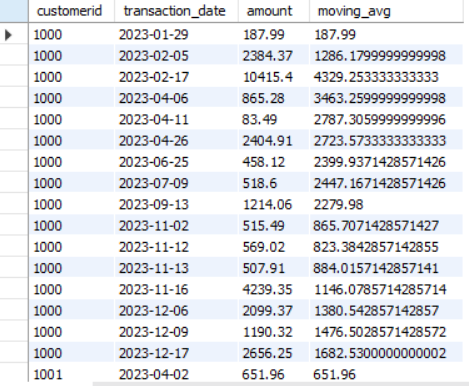 customerid transaction_date amount moving_avg
1000 2023-01-29 187.99 187.99
1000 2023-02-05 2384.37 1286.1799999999998
1000 2023-02-17 10415.4 4329.253333333333
1000 2023-04-06 865.28 3463.2599999999998
1000 2023-04-11 83.49 2787.3059999999996
1000 2023-04-26 2404.91 2723.5733333333333
1000 2023-06-25 458.12 2399.9371428571426
1000 2023-07-09 518.6 2447.1671428571426
1000 2023-09-13 1214.06 2279.98
1000 2023-11-02 515.49 865.7071428571427
1000 2023-11-12 569.02 823.3842857142855
1000 2023-11-13 507.91 884.0157142857141
1000 2023-11-16 4239.35 1146.0785714285714
1000 2023-12-06 2099.37 1380.542857142857
1000 2023-12-09 1190.32 1476.5028571428572
1000 2023-12-17 2656.25 1682.5300000000002
1001 2023-04-02 651.96 651.96